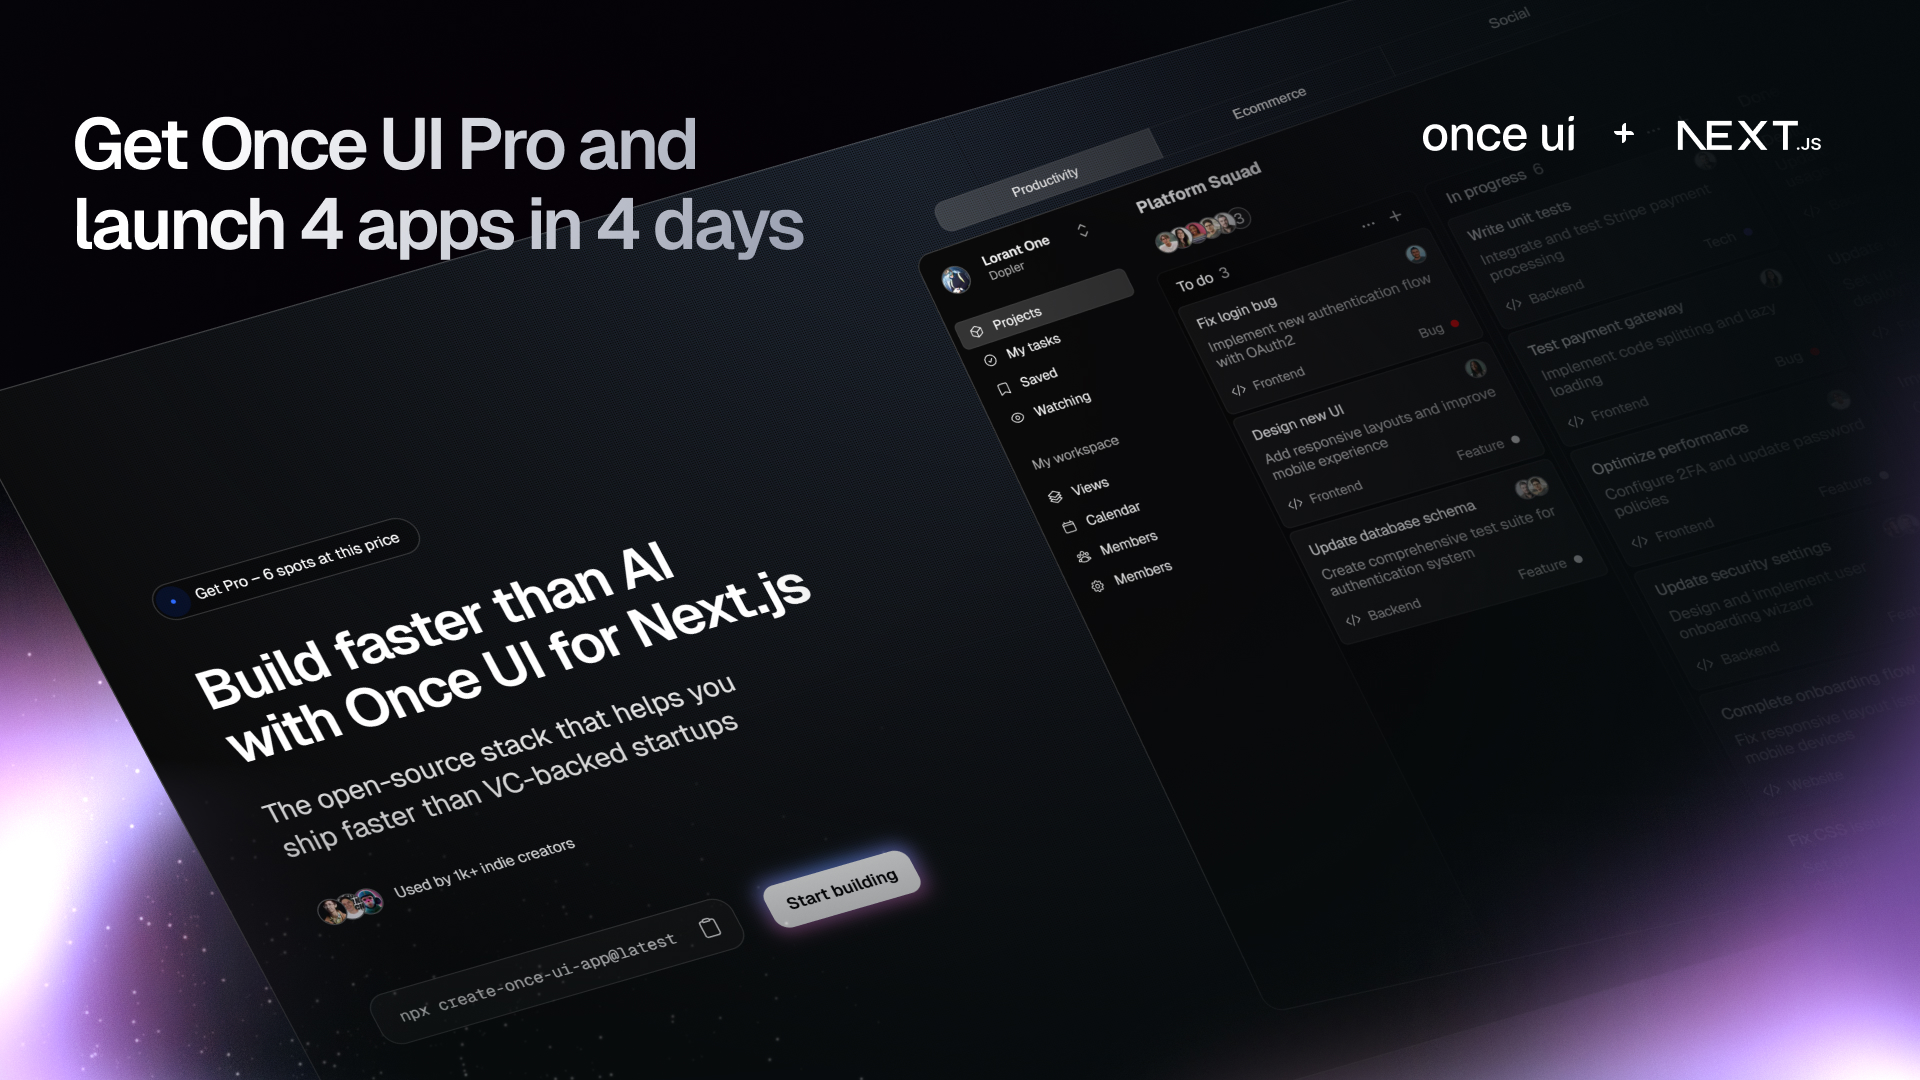 Get Once UI Pro and
launch 4 apps in 4 days
once ui + NEXT.JS
Get Pro – 6 spots at this price
Build faster than AI
with Once UI for Next.js
The open-source stack that helps you
ship faster than VC-backed startups
Used by 1k+ indie creators
npx create-once-ui-app@latest
Start building
Productivity
Ecommerce
Social
Lorant One
Dopler
Projects
My tasks
Saved
Watching
My workspace
Views
Calendar
Members
Members
Platform Squad
3
To do 3
Fix login bug
Implement new authentication flow
with OAuth2
Bug
Frontend
Design new UI
Add responsive layouts and improve
mobile experience
Feature
Frontend
Update database schema
Create comprehensive test suite for
authentication system
Feature
Backend
In progress 6
Write unit tests
Integrate and test Stripe payment
processing
Tech
Backend
Test payment gateway
Implement code splitting and lazy
loading
Bug
Frontend
Optimize performance
Configure 2FA and update password
policies
Feature
Frontend
Update security settings
Design and implement user
onboarding wizard
Backend
Complete onboarding flow
Fix responsive layout
mobile devices
Website
Fix CSS